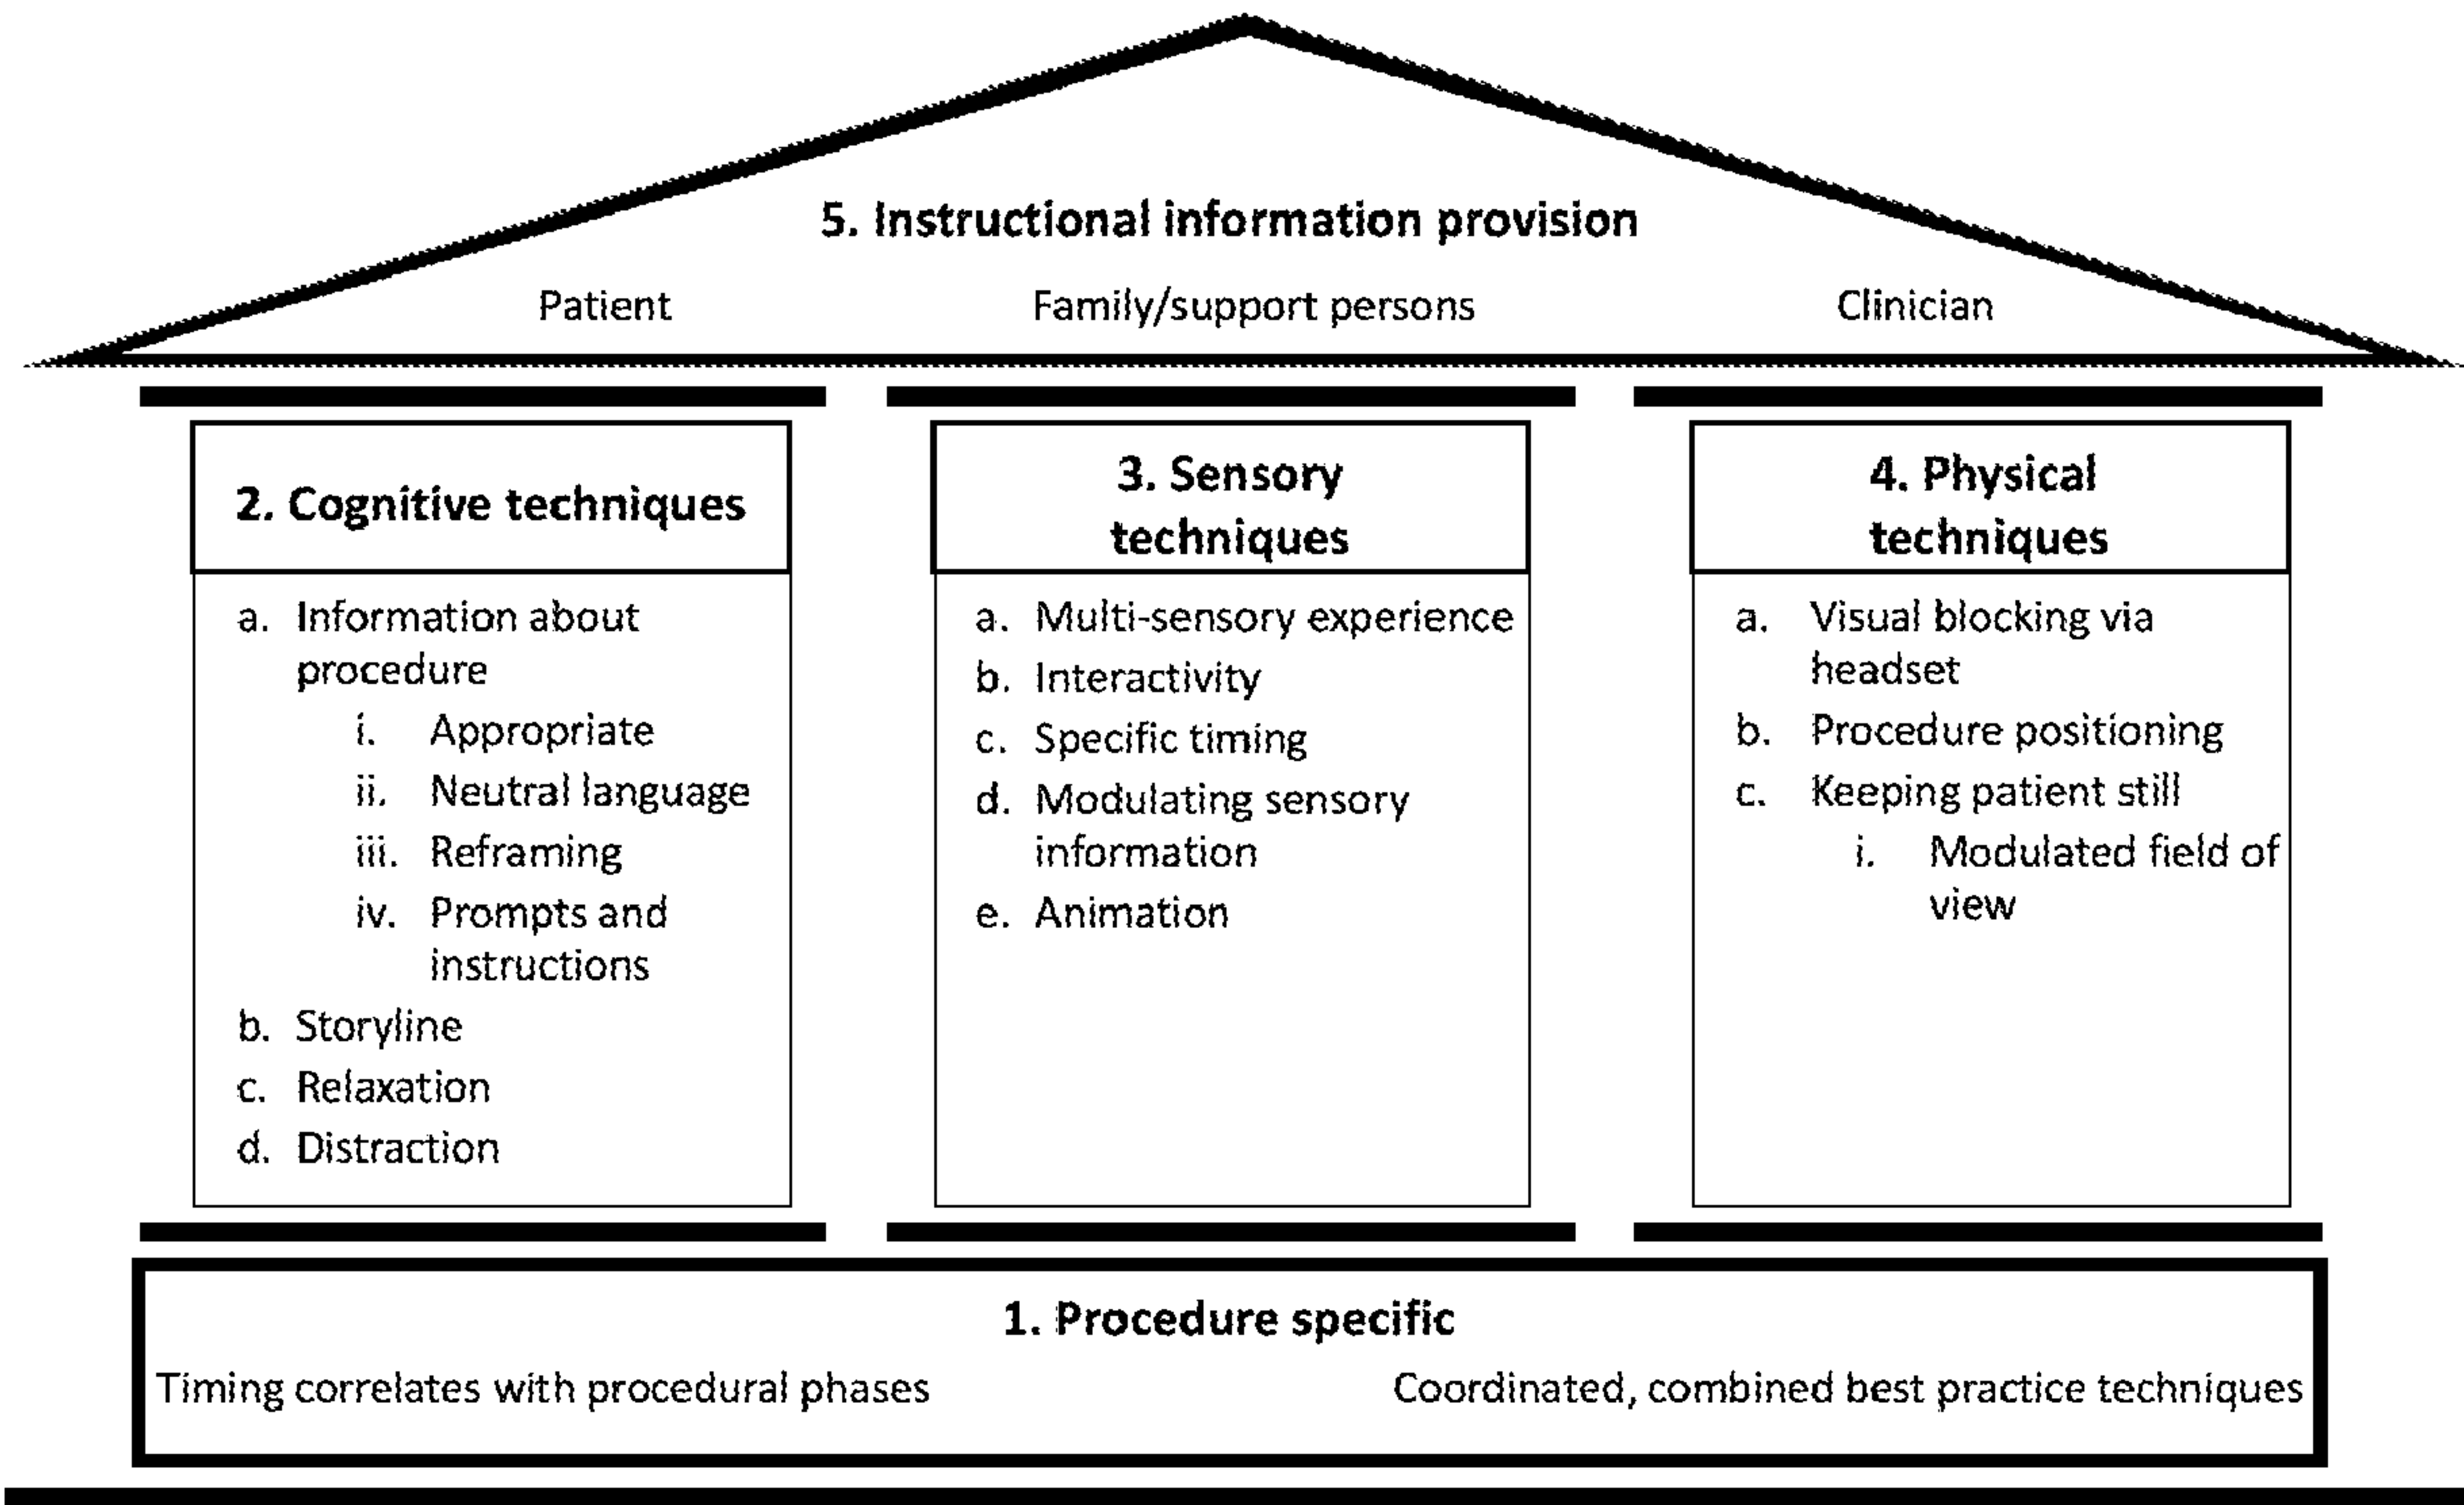 5. Instructional information provision
Patient
Family/support persons
Clinician
2. Cognitive techniques
a. Information about
procedure
i. Appropriate
ii. Neutral language
iii. Reframing
iv. Prompts and
instructions
b. Storyline
c. Relaxation
d. Distraction
3. Sensory
techniques
a. Multi-sensory experience
b. Interactivity
c. Specific timing
d. Modulating sensory
information
e. Animation
4. Physical
techniques
a. Visual blocking via
headset
b. Procedure positioning
c. Keeping patient still
i. Modulated field of
view
1. Procedure specific
Timing correlates with procedural phases
Coordinated, combined best practice techniques